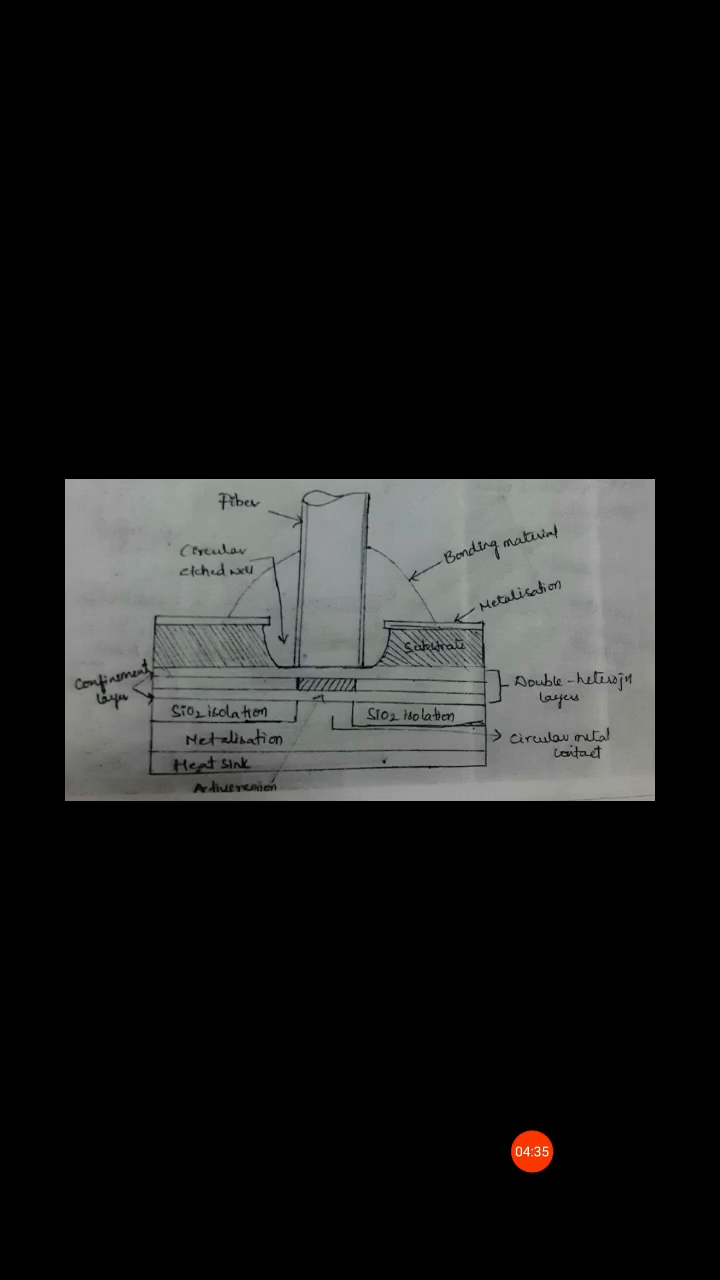 Fiber
Circular
etched well
Bonding material
Metalisation
Substrate
Confinement
layer
Double-heterojn
layers
SiO2 isolation
SiO2 isolation
Metalisation
Circular metal
contact
Heat sink
Active region
04:35